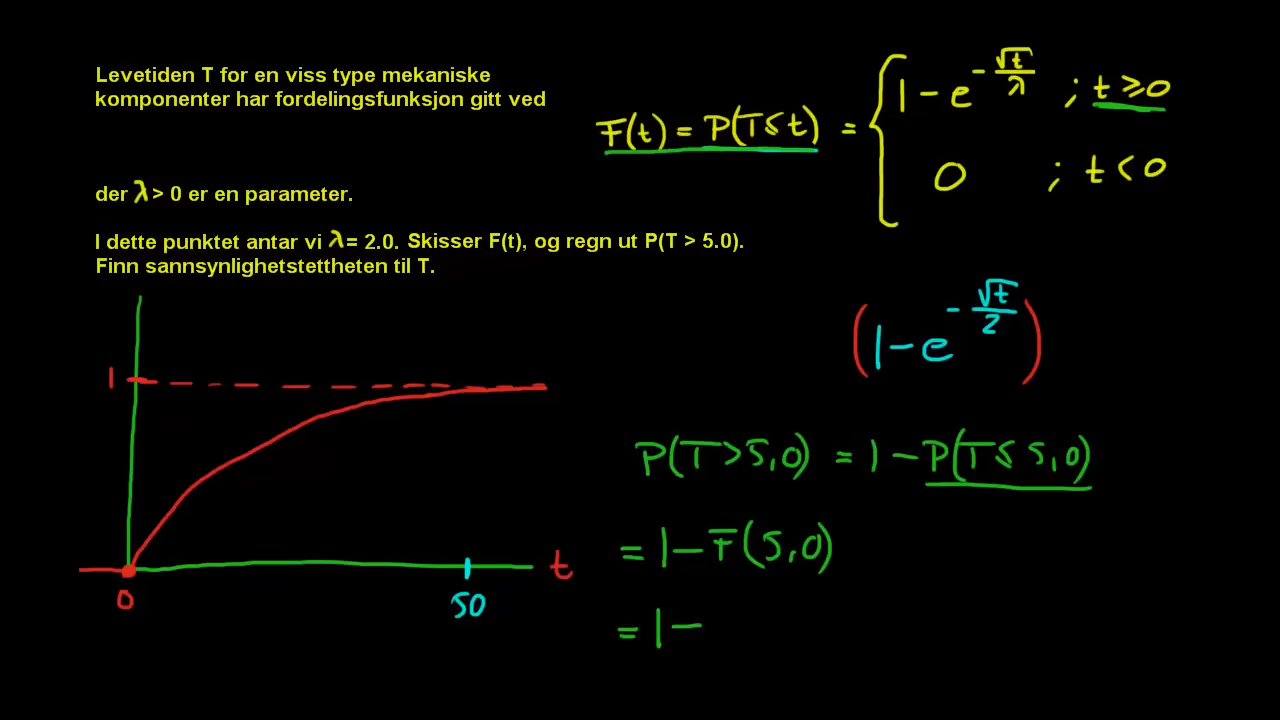 Levetiden T for en viss type mekaniske
komponenter har fordelingsfunksjon gitt ved
F(t) = P(T ≤ t) = { 1 - e^{-√t/λ} ; t ≥ 0
0 ; t < 0
der λ > 0 er en parameter.
I dette punktet antar vi λ = 2.0. Skisser F(t), og regn ut P(T > 5.0).
Finn sannsynlighetstettheten til T.
(1 - e^{-√t/2})
1
t
0
50
P(T > 5,0) = 1 - P(T ≤ 5,0)
= 1 - F(5,0)
= 1 -